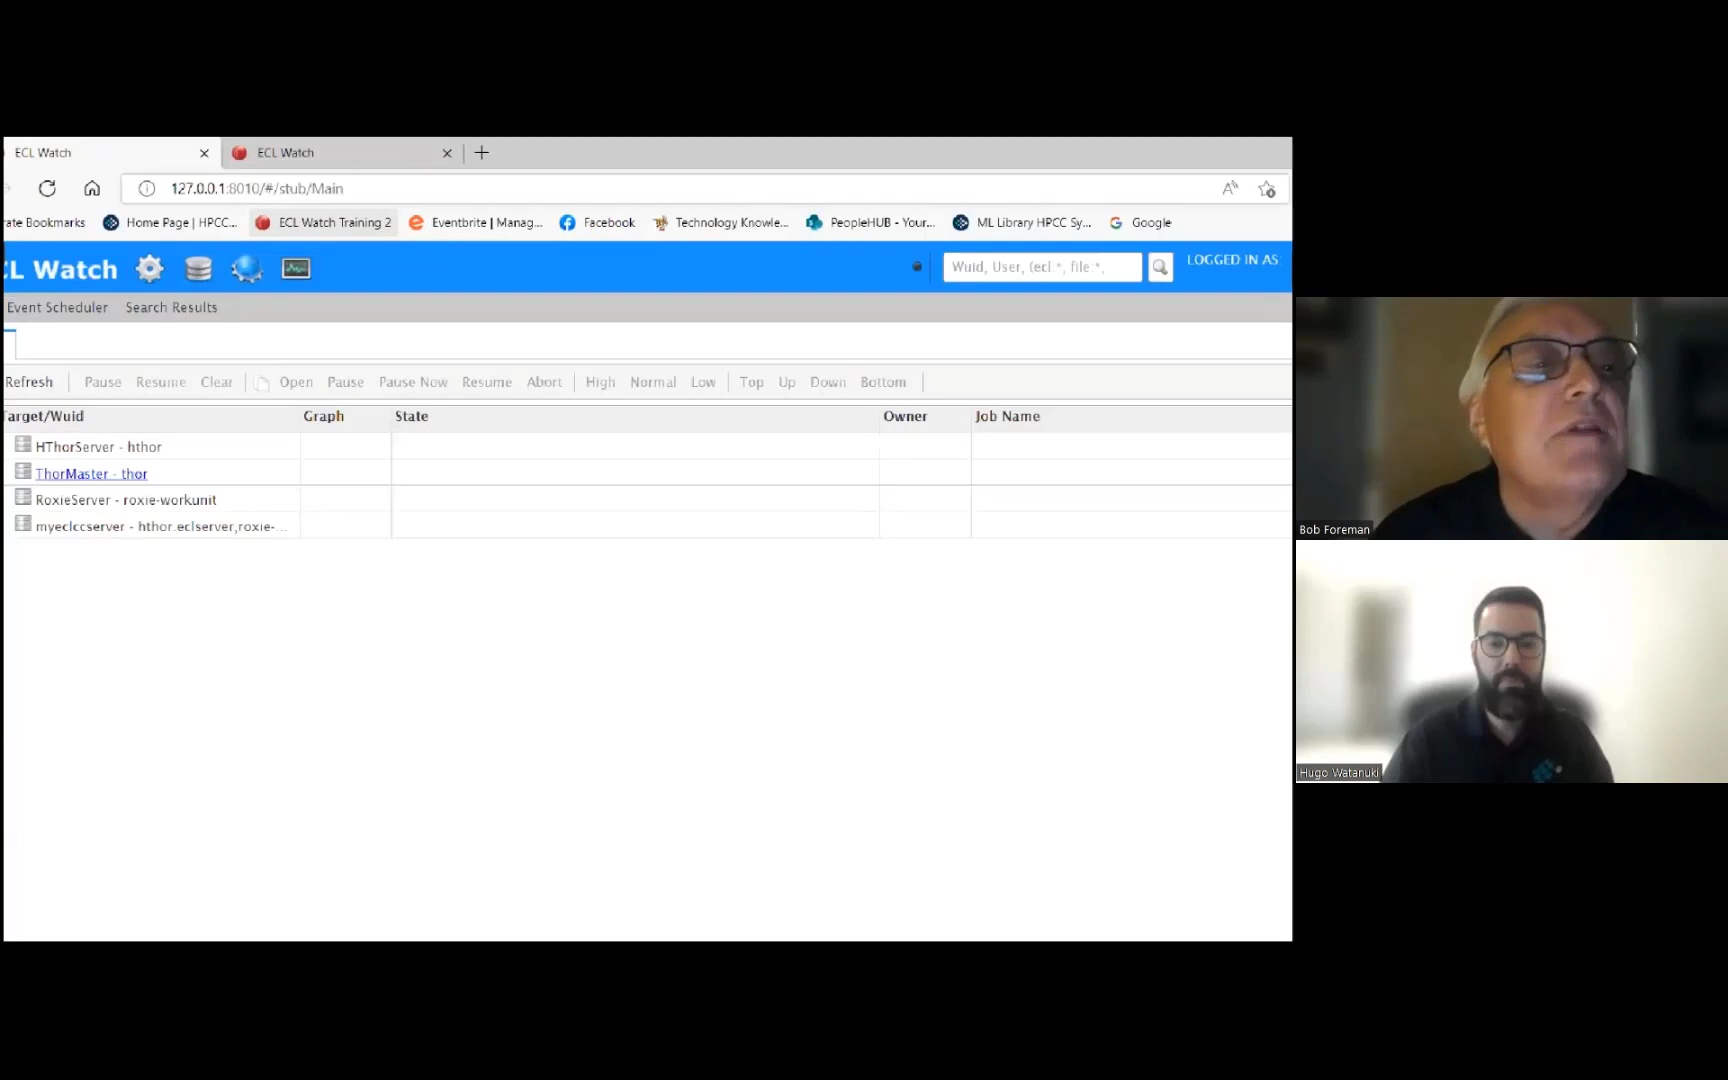 ECL Watch
ECL Watch
127.0.0.1:8010/#/stub/Main
rate Bookmarks Home Page | HPCC... ECL Watch Training 2 Eventbrite | Manag... Facebook Technology Knowle... PeopleHUB - Your... ML Library HPCC Sy... Google
CL Watch Wuid, User, (ecl:*, file:*, LOGGED IN AS:
Event Scheduler Search Results
Refresh Pause Resume Clear Open Pause Pause Now Resume Abort High Normal Low Top Up Down Bottom
Target/Wuid Graph State Owner Job Name
HThorServer - hthor
ThorMaster - thor
RoxieServer - roxie-workunit
myeclccserver - hthor.eclserver,roxie-...
Bob Foreman
Hugo Watanuki